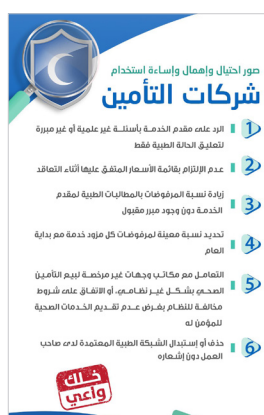 صور احتيال وإهمال وإساءة استخدام
شركات التأمين
1 الرد على مقدم الخدمة بأسئلة غير علمية أو غير مبررة
لتعليق الحالة الطبية فقط
2 عدم الإلتزام بقائمة الأسعار المتفق عليها أثناء التعاقد
3 زيادة نسبة المرفوضات بالمطالبات الطبية لمقدم
الخدمة دون وجود مبرر مقبول
4 تحديد نسبة معينة لمرفوضات كل مزود خدمة مع بداية
العام
5 التعامل مع مكاتب وجهات غير مرخصة لبيع التأمين
الصحي بشكل غير نظامي، أو الاتفاق على شروط
مخالفة للنظام بغرض عدم تقديم الخدمات الصحية
للمؤمن له
6 حذف أو إستبدال الشبكة الطبية المعتمدة لدى صاحب
العمل دون إشعاره
خلك
واعي